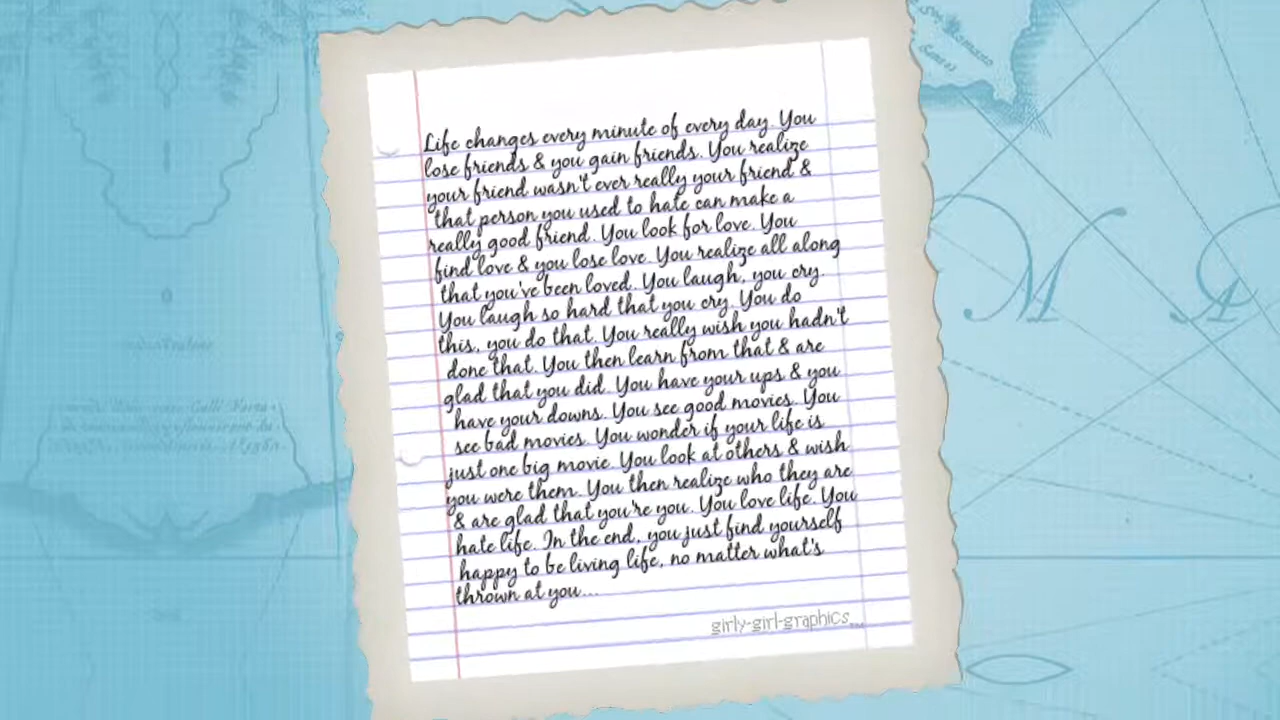 Life changes every minute of every day. You
lose friends & you gain friends. You realize
your friend wasn't ever really your friend &
that person you used to hate can make a
really good friend. You look for love. You
find love & you lose love. You realize all along
that you've been loved. You laugh, you cry.
You laugh so hard that you cry. You do
this, you do that. You really wish you hadn't
done that. You then learn from that & are
glad that you did. You have your ups & you
have your downs. You see good movies. You
see bad movies. You wonder if your life is
just one big movie. You look at others & wish
you were them. You then realize who they are
& are glad that you're you. You love life. You
hate life. In the end, you just find yourself
happy to be living life, no matter what's
thrown at you...
girly-girl-graphics
M A